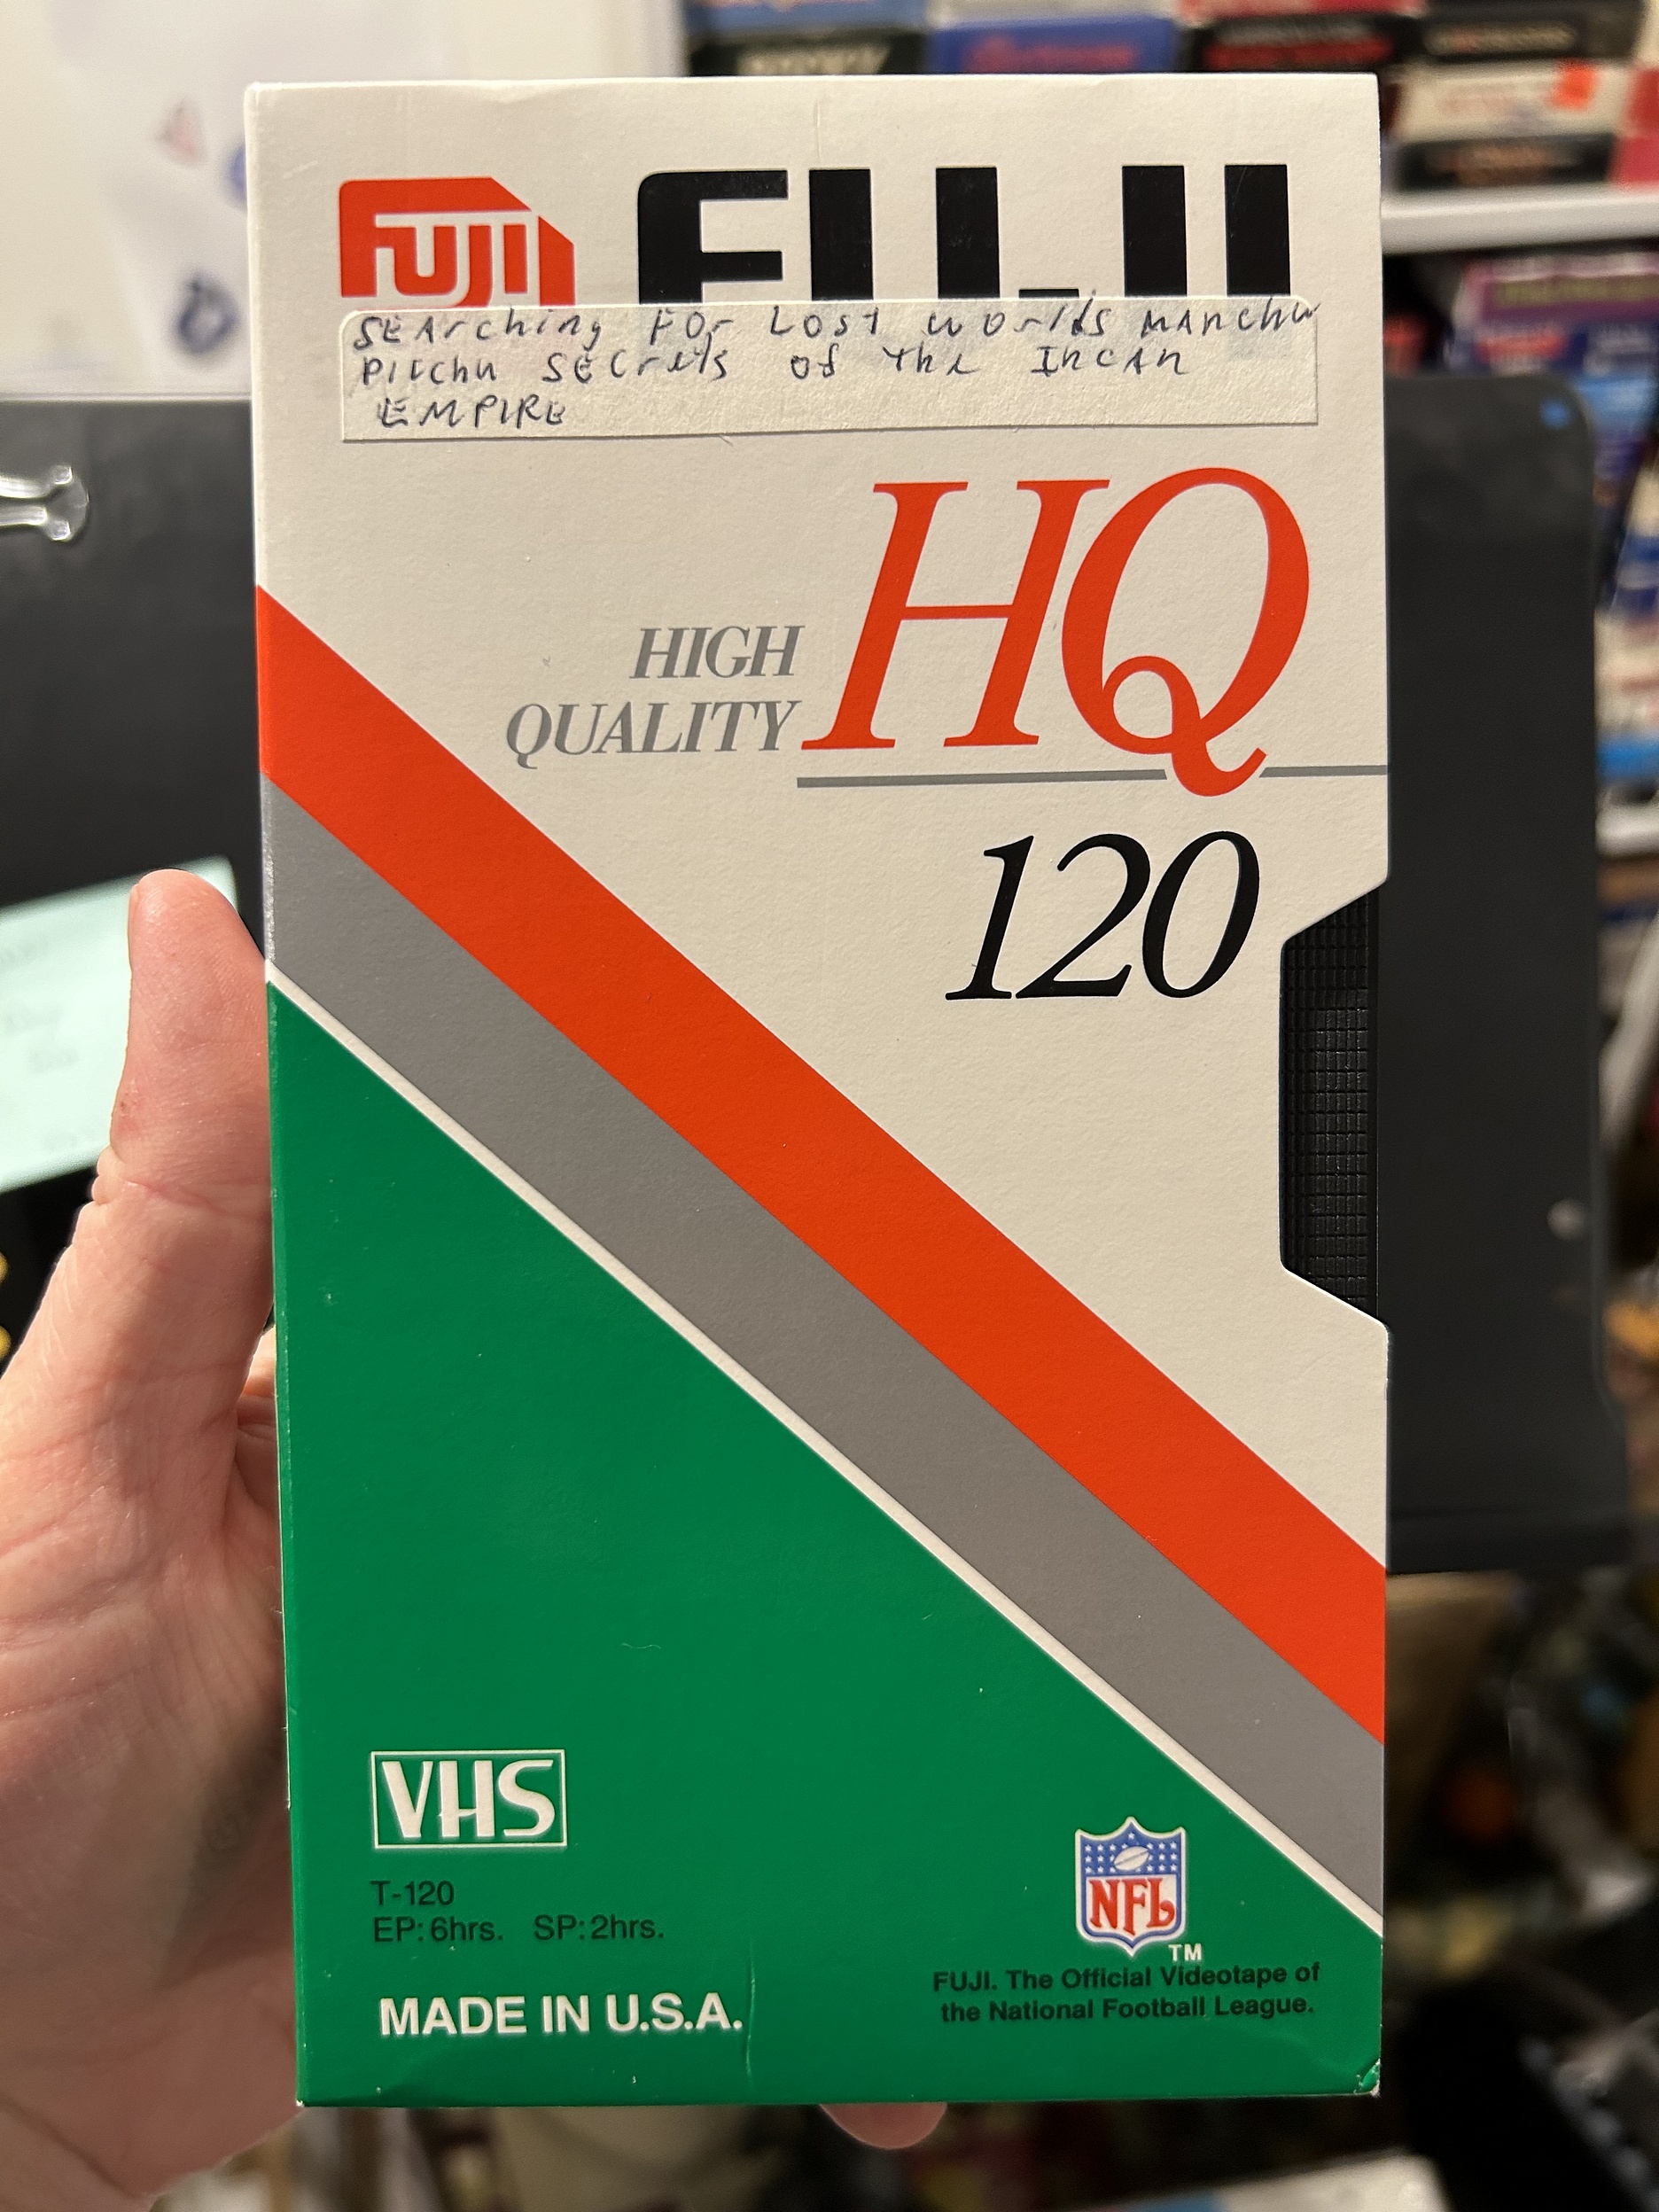 FUJI FUJI
SEArching FOr Lost worlds MANchu
Pitchu SECrets of The IncAn
EMPIRE
HIGH
QUALITY
HQ
120
VHS
T-120
EP: 6hrs. SP: 2hrs.
MADE IN U.S.A.
NFL
TM
FUJI. The Official Videotape of
the National Football League.